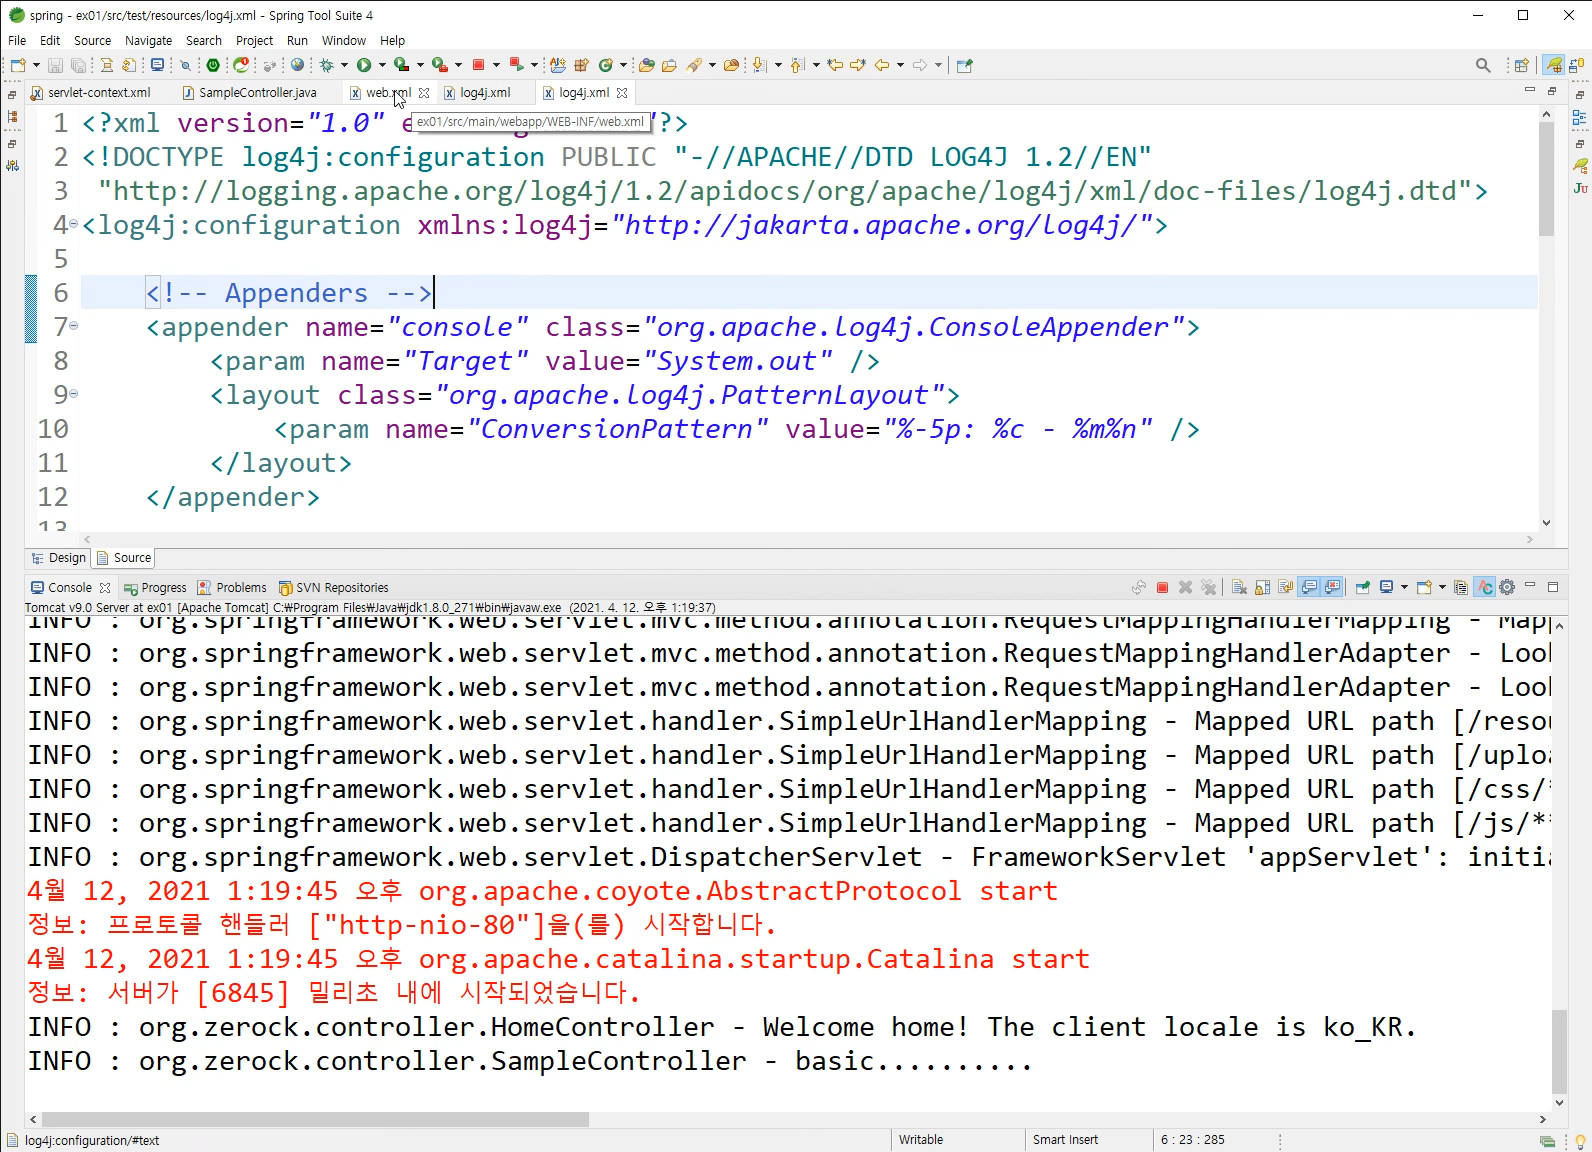 spring - ex01/src/test/resources/log4j.xml - Spring Tool Suite 4
File Edit Source Navigate Search Project Run Window Help
servlet-context.xml SampleController.java web.xml log4j.xml log4j.xml
ex01/src/main/webapp/WEB-INF/web.xml
1 <?xml version="1.0" "?>
2 <!DOCTYPE log4j:configuration PUBLIC "-//APACHE//DTD LOG4J 1.2//EN"
3 "http://logging.apache.org/log4j/1.2/apidocs/org/apache/log4j/xml/doc-files/log4j.dtd">
4 <log4j:configuration xmlns:log4j="http://jakarta.apache.org/log4j/">
5
6 <!-- Appenders -->
7 <appender name="console" class="org.apache.log4j.ConsoleAppender">
8 <param name="Target" value="System.out" />
9 <layout class="org.apache.log4j.PatternLayout">
10 <param name="ConversionPattern" value="%-5p: %c - %m%n" />
11 </layout>
12 </appender>
13
Design Source
Console Progress Problems SVN Repositories
Tomcat v9.0 Server at ex01 [Apache Tomcat] C:₩Program Files₩Java₩jdk1.8.0_271₩bin₩javaw.exe (2021. 4. 12. 오후 1:19:37)
INFO : org.springframework.web.servlet.mvc.method.annotation.RequestMappingHandlerMapping - Mapp
INFO : org.springframework.web.servlet.mvc.method.annotation.RequestMappingHandlerAdapter - Look
INFO : org.springframework.web.servlet.mvc.method.annotation.RequestMappingHandlerAdapter - Look
INFO : org.springframework.web.servlet.handler.SimpleUrlHandlerMapping - Mapped URL path [/resou
INFO : org.springframework.web.servlet.handler.SimpleUrlHandlerMapping - Mapped URL path [/uploa
INFO : org.springframework.web.servlet.handler.SimpleUrlHandlerMapping - Mapped URL path [/css/*
INFO : org.springframework.web.servlet.handler.SimpleUrlHandlerMapping - Mapped URL path [/js/**
INFO : org.springframework.web.servlet.DispatcherServlet - FrameworkServlet 'appServlet': initia
4월 12, 2021 1:19:45 오후 org.apache.coyote.AbstractProtocol start
정보: 프로토콜 핸들러 ["http-nio-80"]을(를) 시작합니다.
4월 12, 2021 1:19:45 오후 org.apache.catalina.startup.Catalina start
정보: 서버가 [6845] 밀리초 내에 시작되었습니다.
INFO : org.zerock.controller.HomeController - Welcome home! The client locale is ko_KR.
INFO : org.zerock.controller.SampleController - basic..........
log4j:configuration/#text Writable Smart Insert 6 : 23 : 285